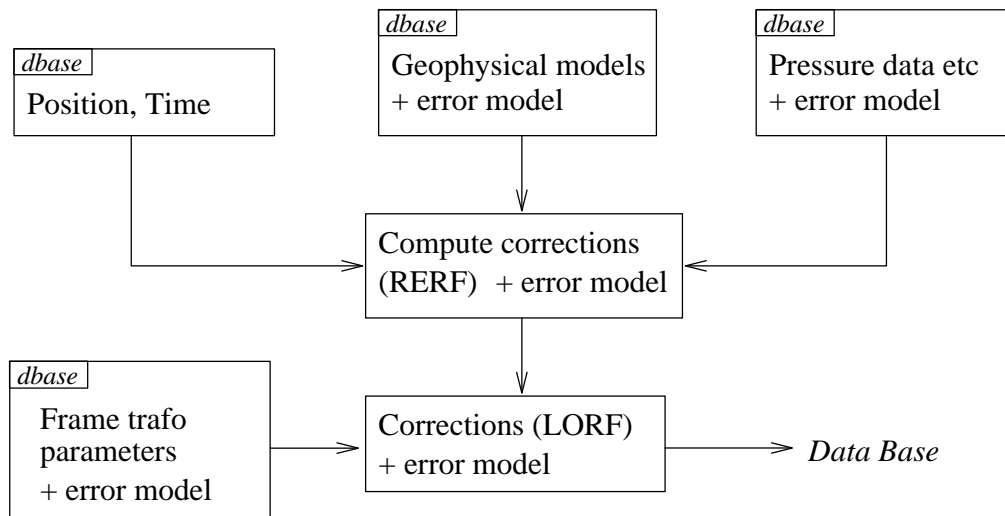 dbase
Position, Time
dbase
Geophysical models
+ error model
dbase
Pressure data etc
+ error model
Compute corrections
(RERF) + error model
dbase
Frame trafo
parameters
+ error model
Corrections (LORF)
+ error model
Data Base